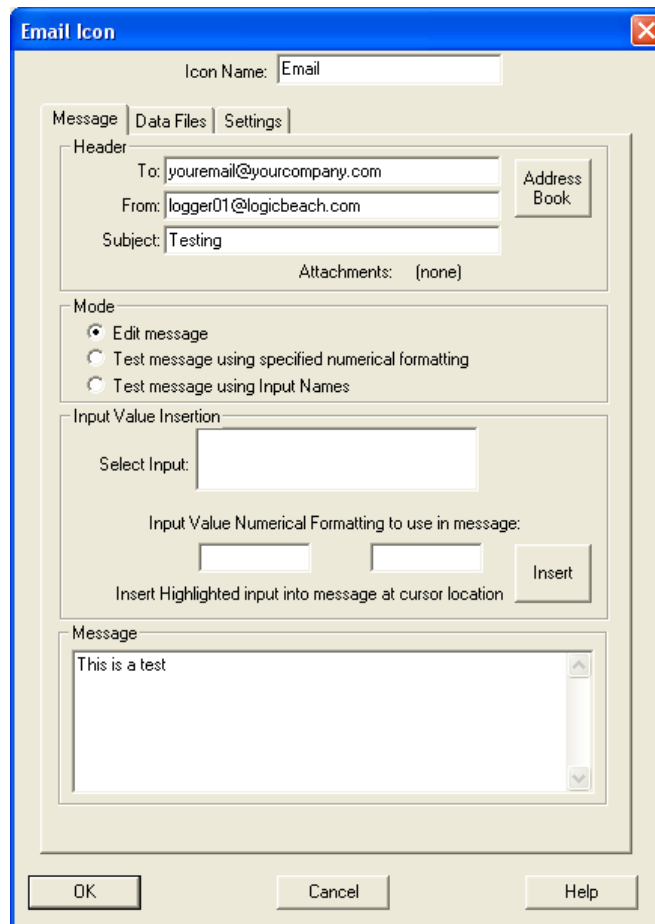 Email Icon
Icon Name: Email
Message Data Files Settings
Header
To: youremail@yourcompany.com
Address Book
From: logger01@logicbeach.com
Subject: Testing
Attachments: (none)
Mode
Edit message
Test message using specified numerical formatting
Test message using Input Names
Input Value Insertion
Select Input:
Input Value Numerical Formatting to use in message:
Insert
Insert Highlighted input into message at cursor location
Message
This is a test
OK Cancel Help